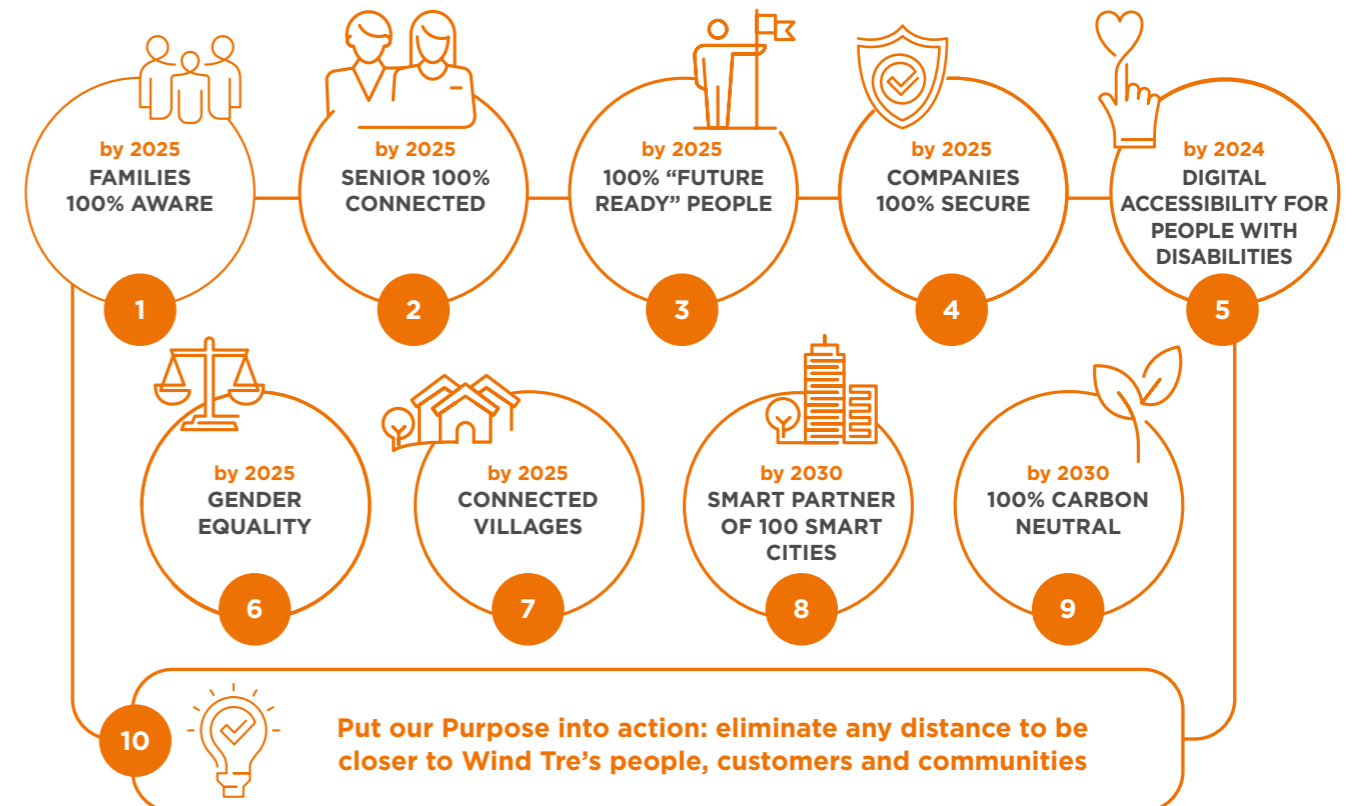 by 2025
FAMILIES
100% AWARE
1
by 2025
SENIOR 100%
CONNECTED
2
by 2025
100% “FUTURE
READY” PEOPLE
3
by 2025
COMPANIES
100% SECURE
4
by 2024
DIGITAL
ACCESSIBILITY FOR
PEOPLE WITH
DISABILITIES
5
by 2025
GENDER
EQUALITY
6
by 2025
CONNECTED
VILLAGES
7
by 2030
SMART PARTNER
OF 100 SMART
CITIES
8
by 2030
100% CARBON
NEUTRAL
9
10
Put our Purpose into action: eliminate any distance to be
closer to Wind Tre’s people, customers and communities